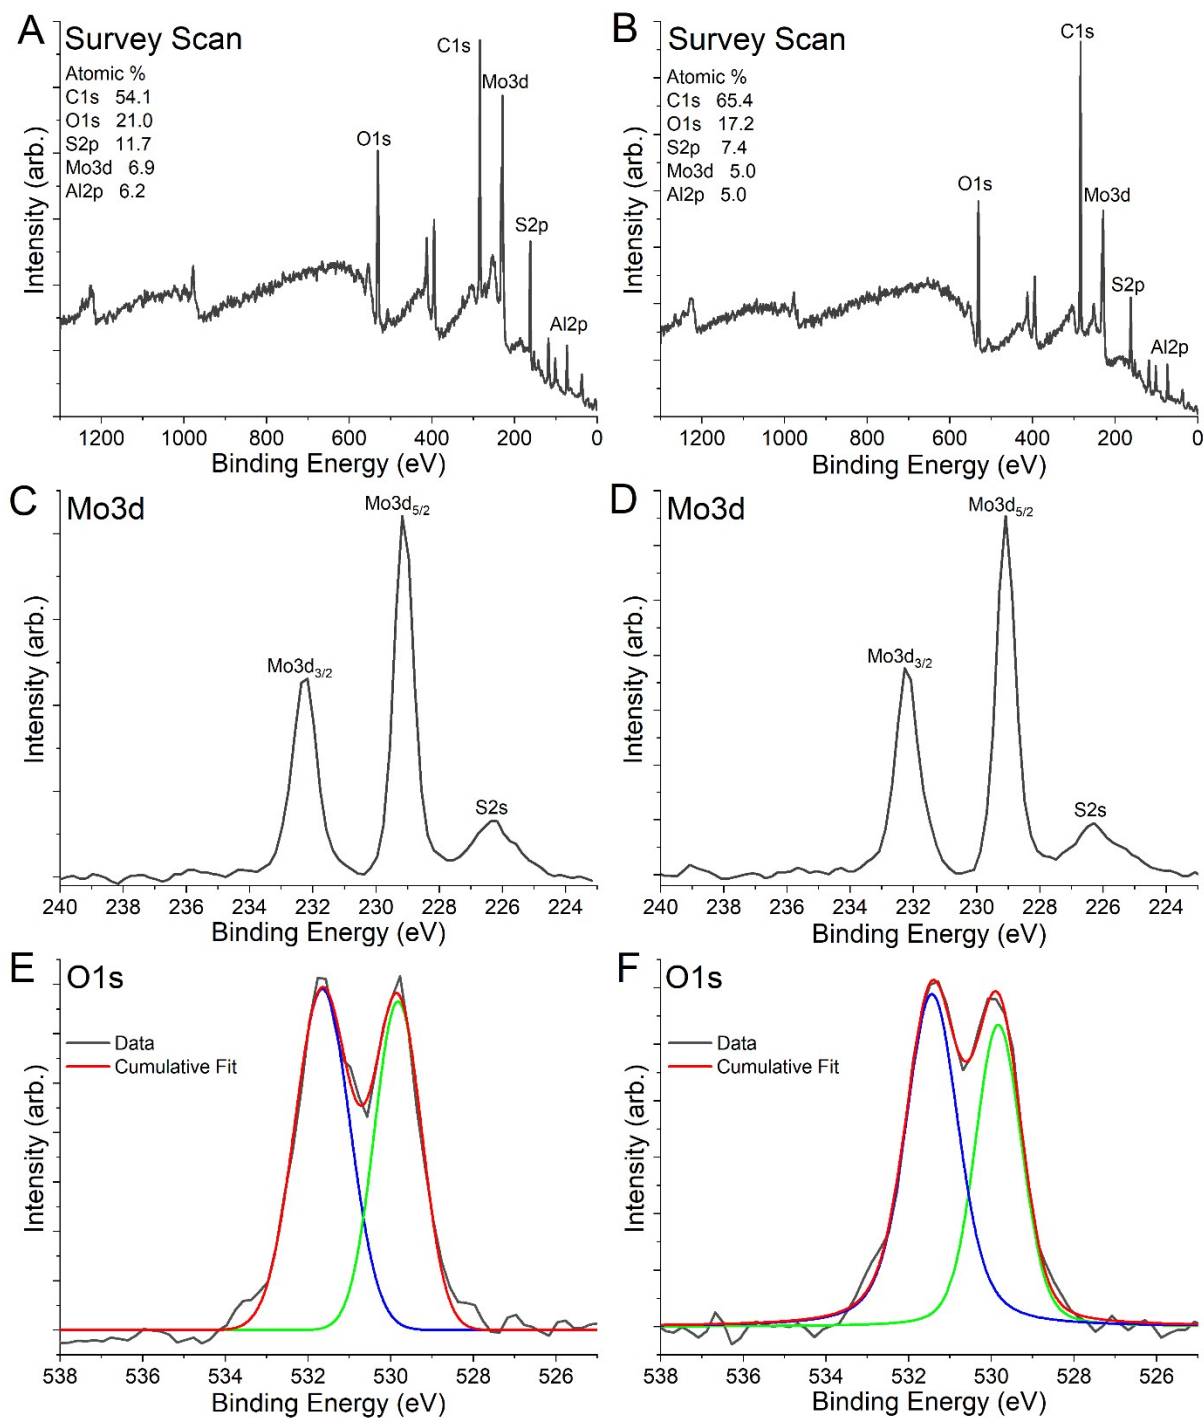 A
Survey Scan
Atomic %
C1s 54.1
O1s 21.0
S2p 11.7
Mo3d 6.9
Al2p 6.2
C1s
Mo3d
O1s
S2p
Al2p
Intensity (arb.)
1200 1000 800 600 400 200 0
Binding Energy (eV)
B
Survey Scan
Atomic %
C1s 65.4
O1s 17.2
S2p 7.4
Mo3d 5.0
Al2p 5.0
C1s
O1s
Mo3d
S2p
Al2p
Intensity (arb.)
1200 1000 800 600 400 200 0
Binding Energy (eV)
C
Mo3d
Mo3d5/2
Mo3d3/2
S2s
Intensity (arb.)
240 238 236 234 232 230 228 226 224
Binding Energy (eV)
D
Mo3d
Mo3d5/2
Mo3d3/2
S2s
Intensity (arb.)
240 238 236 234 232 230 228 226 224
Binding Energy (eV)
E
O1s
Data
Cumulative Fit
Intensity (arb.)
538 536 534 532 530 528 526
Binding Energy (eV)
F
O1s
Data
Cumulative Fit
Intensity (arb.)
538 536 534 532 530 528 526
Binding Energy (eV)